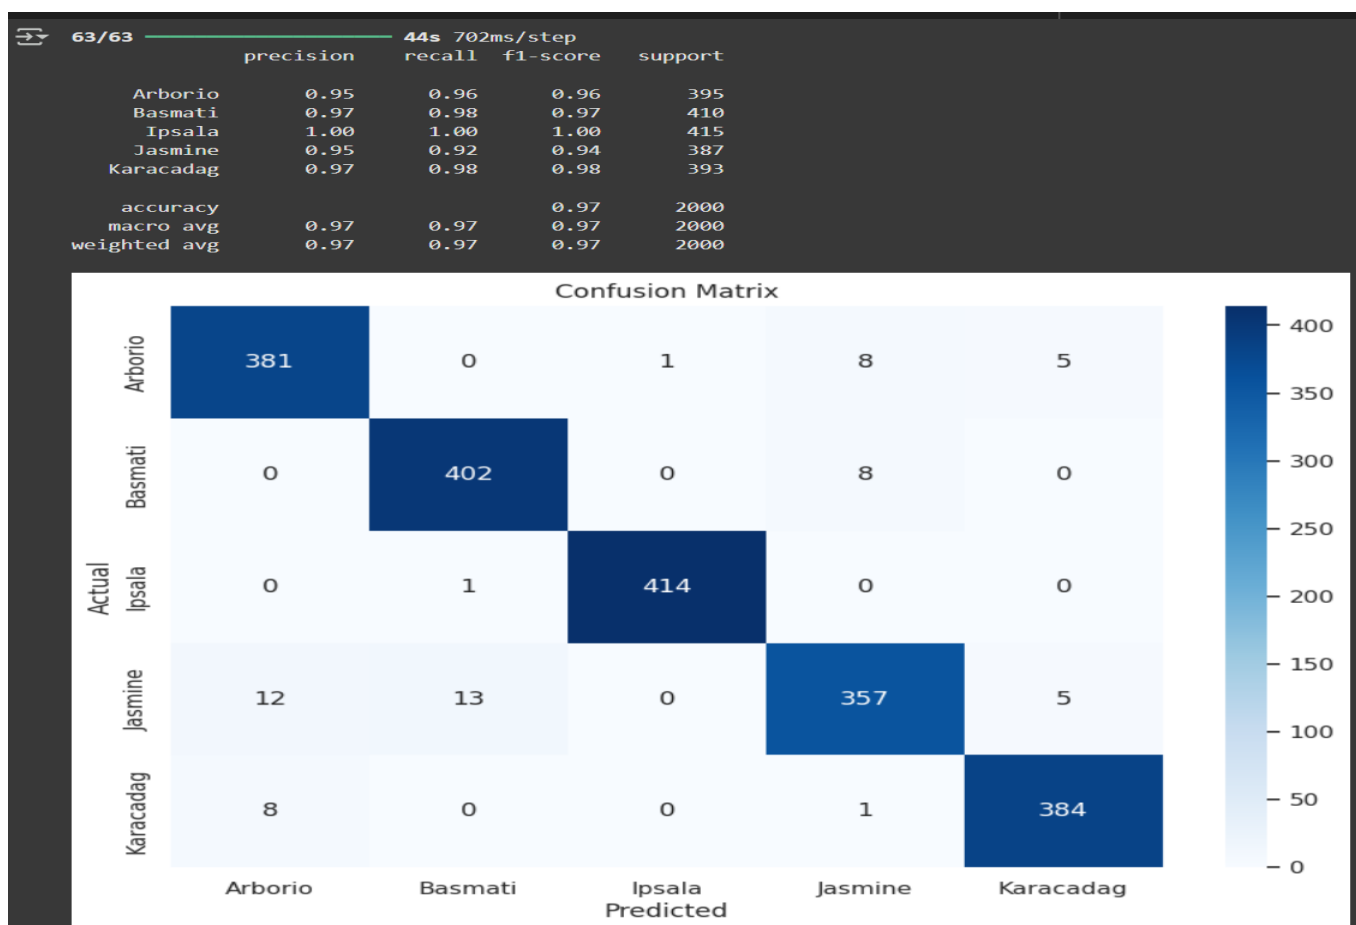 63/63 44s 702ms/step
precision recall f1-score support
Arborio 0.95 0.96 0.96 395
Basmati 0.97 0.98 0.97 410
Ipsala 1.00 1.00 1.00 415
Jasmine 0.95 0.92 0.94 387
Karacadag 0.97 0.98 0.98 393
accuracy 0.97 2000
macro avg 0.97 0.97 0.97 2000
weighted avg 0.97 0.97 0.97 2000
Confusion Matrix
Arborio 381 0 1 8 5
Basmati 0 402 0 8 0
Actual
Ipsala 0 1 414 0 0
Jasmine 12 13 0 357 5
Karacadag 8 0 0 1 384
Arborio Basmati Ipsala Jasmine Karacadag
Predicted
400
350
300
250
200
150
100
50
0